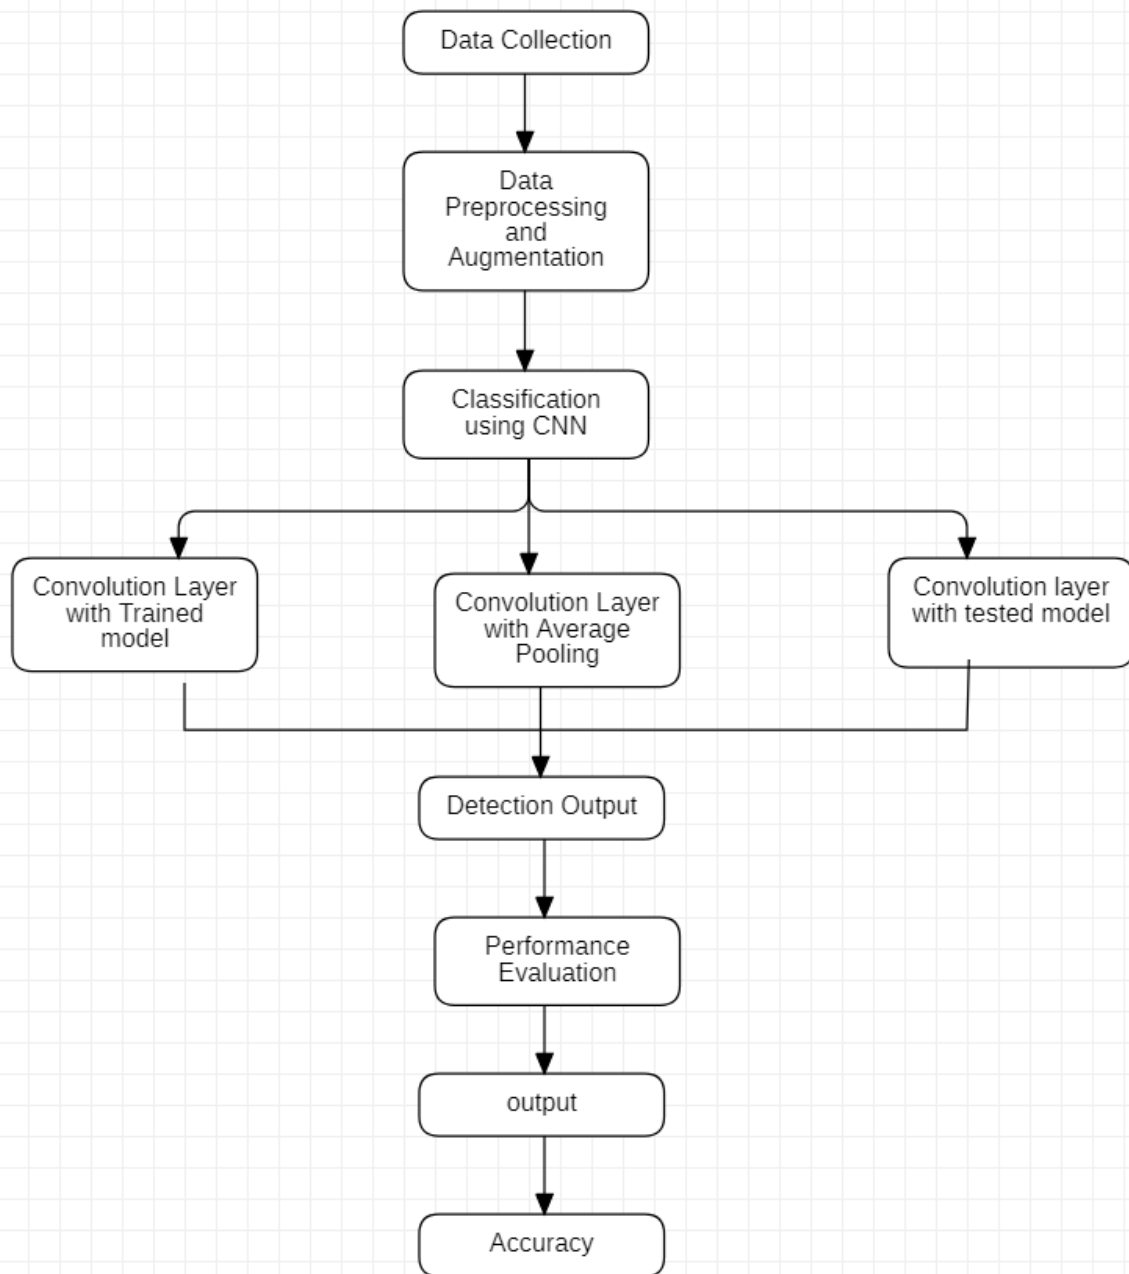 Data Collection
Data
Preprocessing
and
Augmentation
Classification
using CNN
Convolution Layer
with Trained
model
Convolution Layer
with Average
Pooling
Convolution layer
with tested model
Detection Output
Performance
Evaluation
output
Accuracy